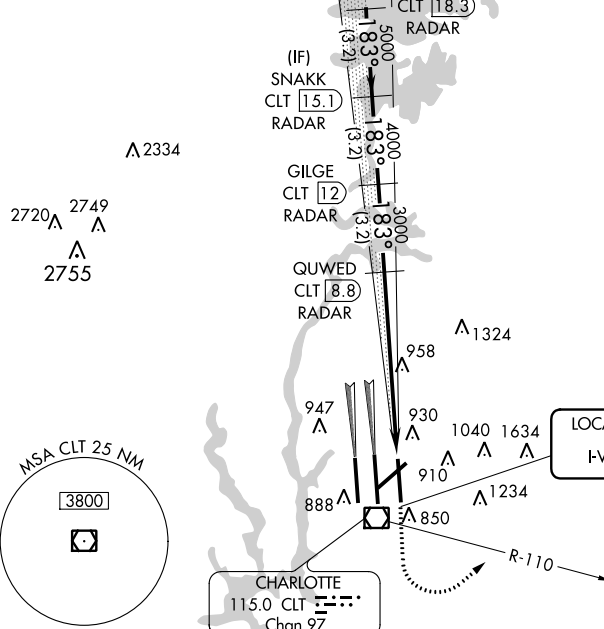 CLT 18.3
RADAR
5000
183°
(3.2)
(IF)
SNAKK
CLT 15.1
RADAR
4000
183°
(3.2)
2334
GILGE
CLT 12
RADAR
3000
183°
(3.2)
2720
2749
2755
QUWED
CLT 8.8
RADAR
1324
958
947
930
1040
1634
910
LOCA
I-V
888
850
1234
MSA CLT 25 NM
3800
R-110
CHARLOTTE
115.0 CLT
Chan 97